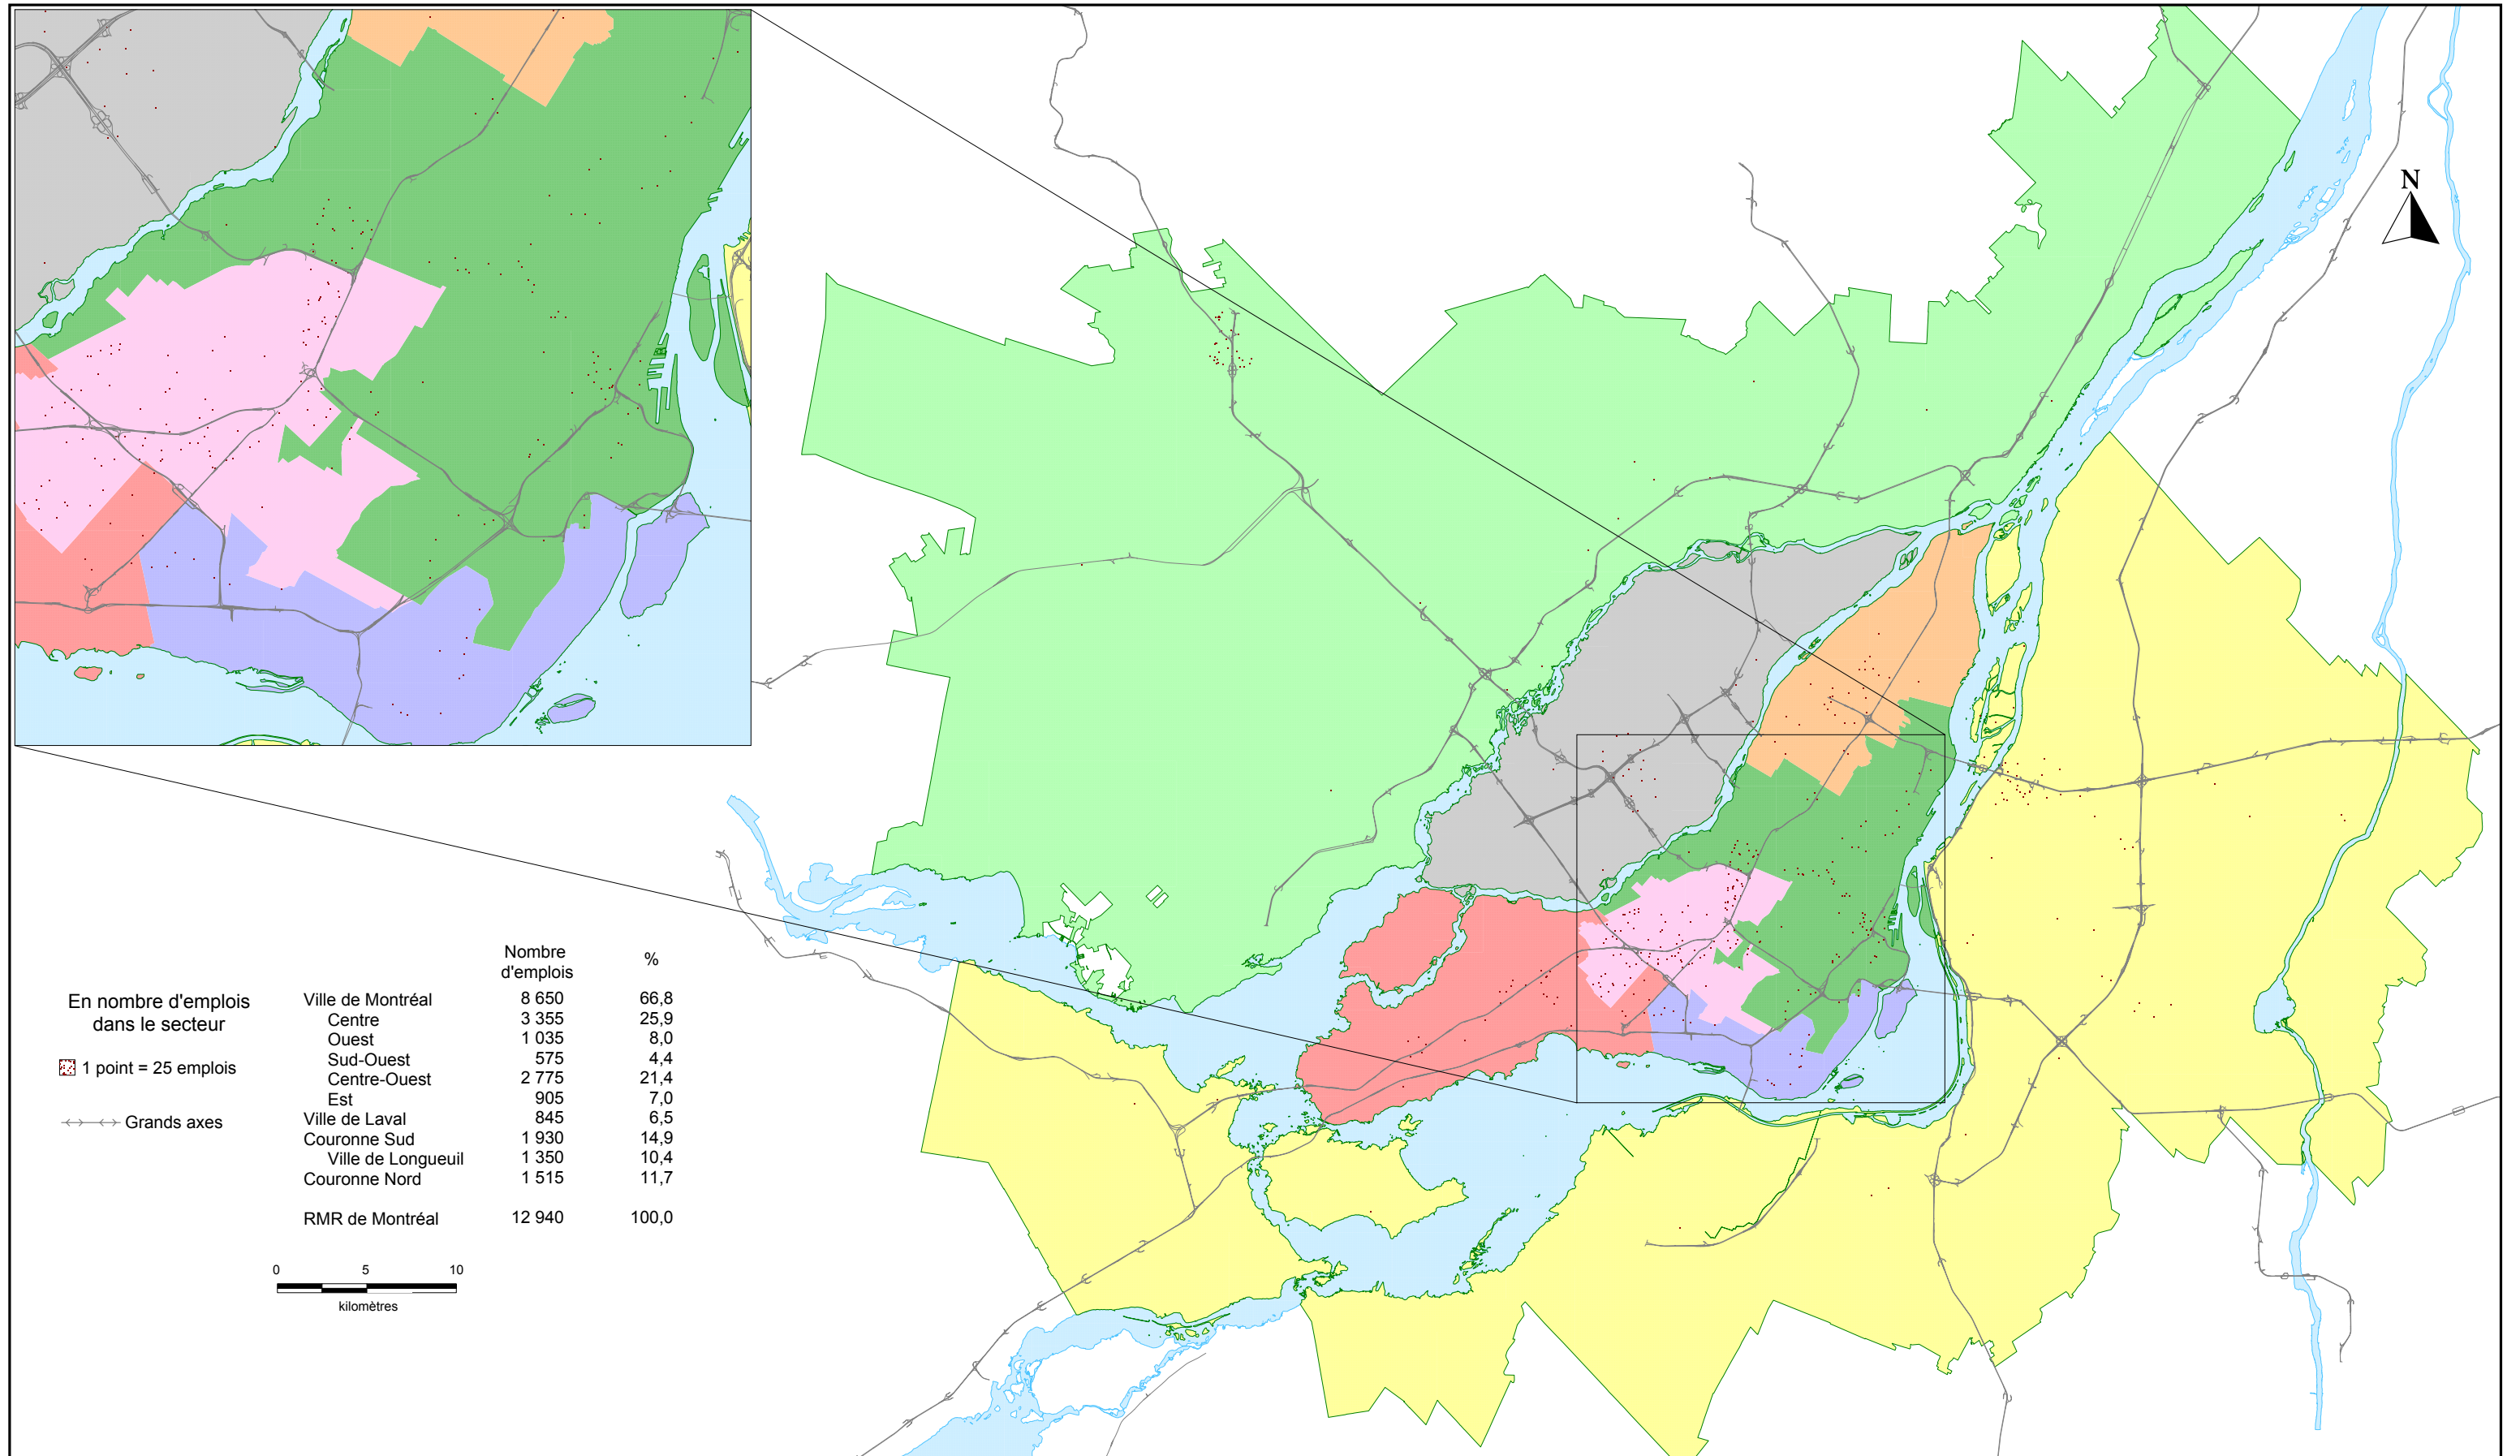 N
Nombre
d'emplois
%
En nombre d'emplois
dans le secteur
1 point = 25 emplois
Grands axes
Ville de Montréal 8 650 66,8
Centre 3 355 25,9
Ouest 1 035 8,0
Sud-Ouest 575 4,4
Centre-Ouest 2 775 21,4
Est 905 7,0
Ville de Laval 845 6,5
Couronne Sud 1 930 14,9
Ville de Longueuil 1 350 10,4
Couronne Nord 1 515 11,7
RMR de Montréal 12 940 100,0
0 5 10
kilomètres